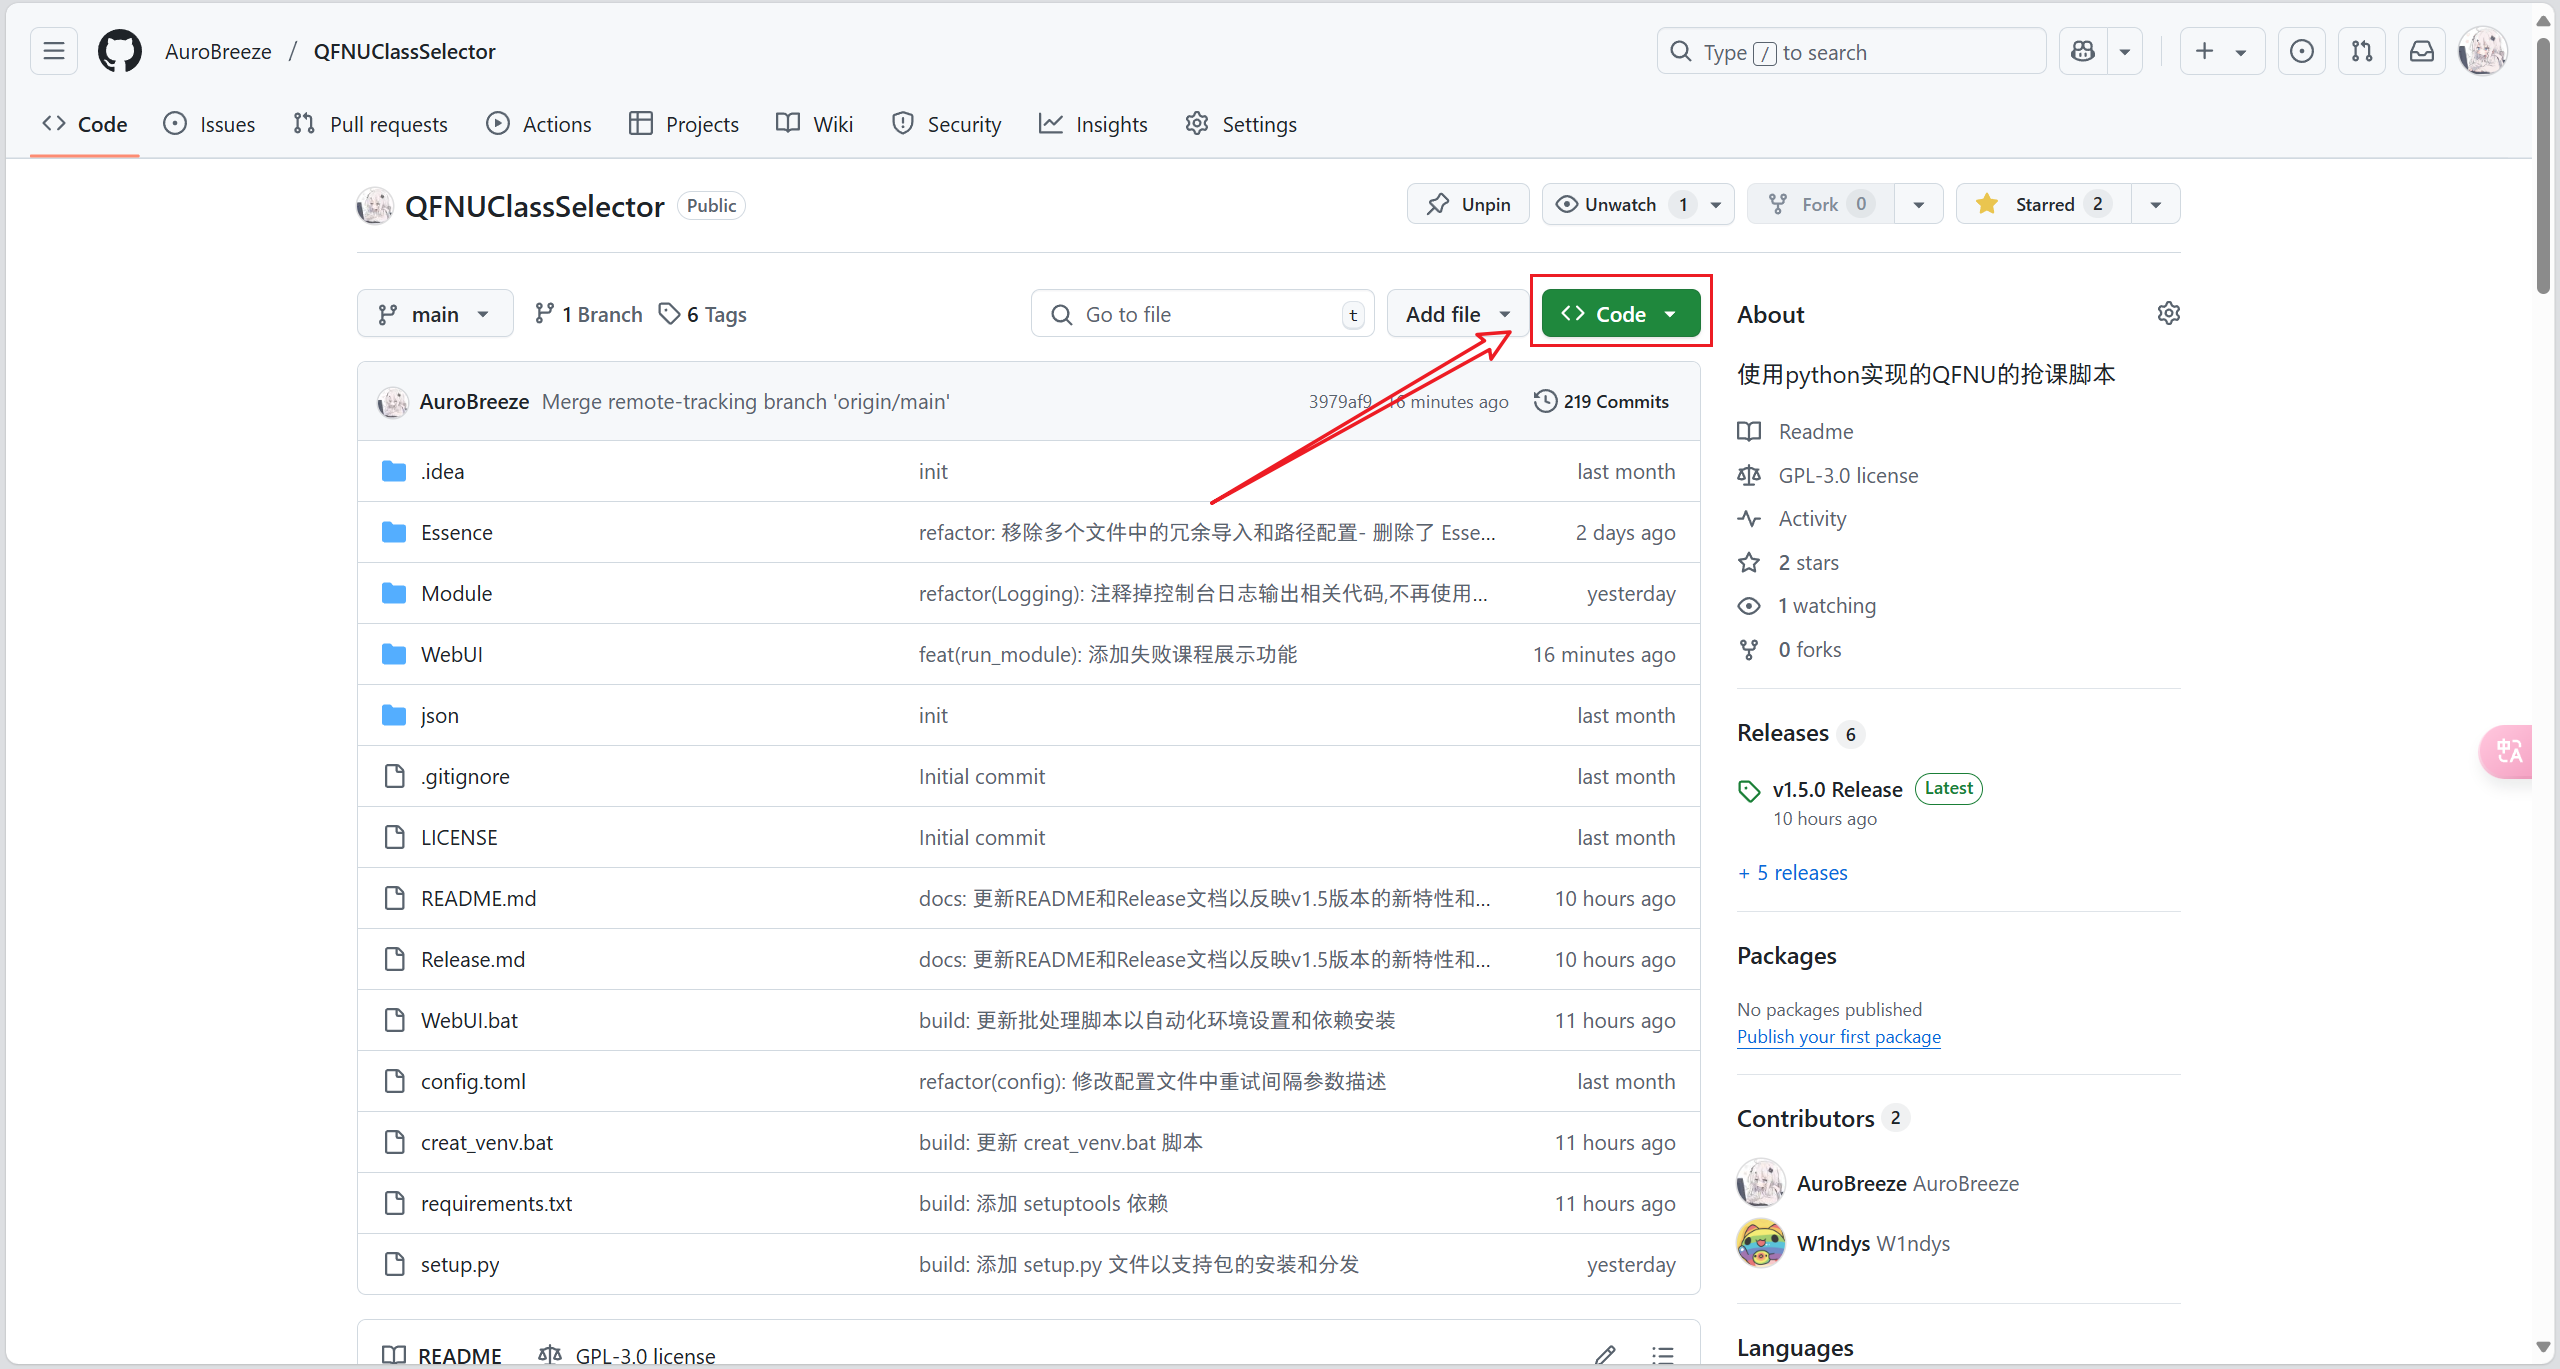 AuroBreeze / QFNUClassSelector
Type / to search
Code Issues Pull requests Actions Projects Wiki Security Insights Settings
QFNUClassSelector Public
Unpin Unwatch 1 Fork 0 Starred 2
main 1 Branch 6 Tags
Go to file t Add file Code
AuroBreeze Merge remote-tracking branch 'origin/main' 3979af9 16 minutes ago 219 Commits
.idea init last month
Essence refactor: 移除多个文件中的冗余导入和路径配置- 删除了 Esse... 2 days ago
Module refactor(Logging): 注释掉控制台日志输出相关代码,不再使用... yesterday
WebUI feat(run_module): 添加失败课程展示功能 16 minutes ago
json init last month
.gitignore Initial commit last month
LICENSE Initial commit last month
README.md docs: 更新README和Release文档以反映v1.5版本的新特性和... 10 hours ago
Release.md docs: 更新README和Release文档以反映v1.5版本的新特性和... 10 hours ago
WebUI.bat build: 更新批处理脚本以自动化环境设置和依赖安装 11 hours ago
config.toml refactor(config): 修改配置文件中重试间隔参数描述 last month
creat_venv.bat build: 更新 creat_venv.bat 脚本 11 hours ago
requirements.txt build: 添加 setuptools 依赖 11 hours ago
setup.py build: 添加 setup.py 文件以支持包的安装和分发 yesterday
README GPL-3.0 license
About
使用python实现的QFNU的抢课脚本
Readme
GPL-3.0 license
Activity
2 stars
1 watching
0 forks
Releases 6
v1.5.0 Release Latest
10 hours ago
+ 5 releases
Packages
No packages published
Publish your first package
Contributors 2
AuroBreeze AuroBreeze
W1ndys W1ndys
Languages
中A